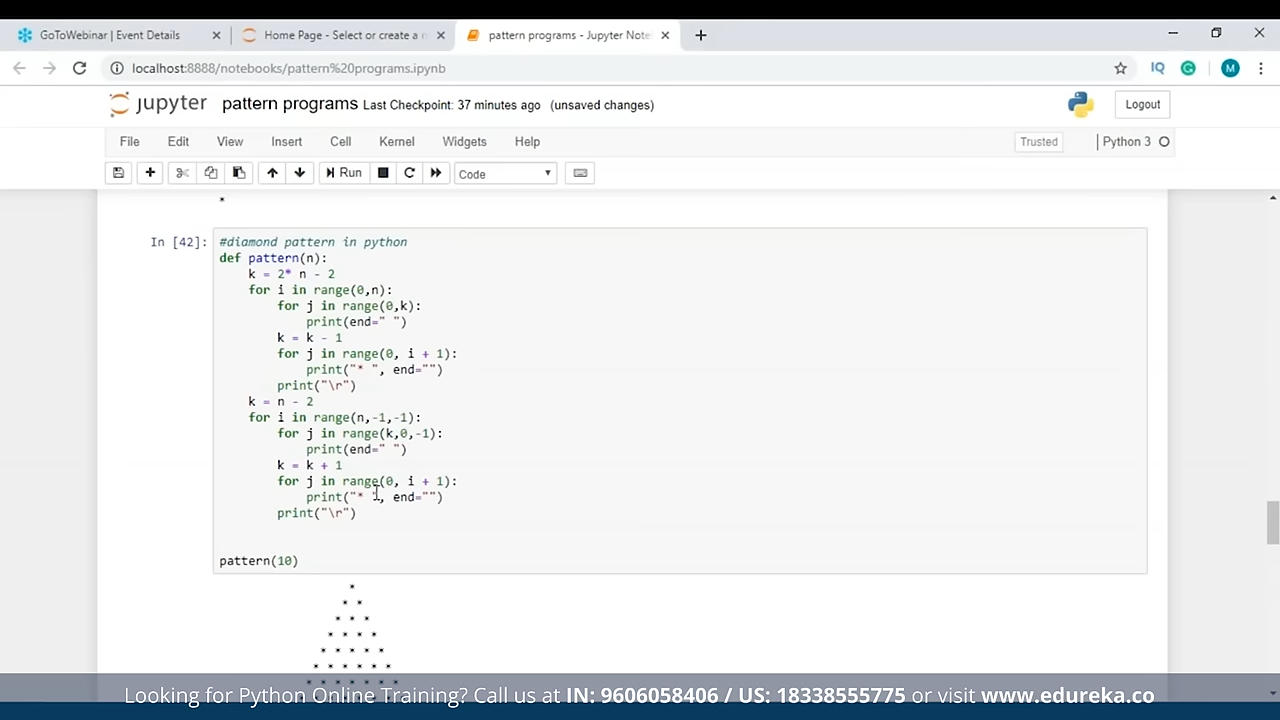 GoToWebinar | Event Details
Home Page - Select or create a n
pattern programs - Jupyter Note
localhost:8888/notebooks/pattern%20programs.ipynb
IQ
G
M
jupyter pattern programs Last Checkpoint: 37 minutes ago (unsaved changes)
Logout
File Edit View Insert Cell Kernel Widgets Help
Trusted | Python 3
Run
Code
*
In [42]:
#diamond pattern in python
def pattern(n):
    k = 2* n - 2
    for i in range(0,n):
        for j in range(0,k):
            print(end=" ")
        k = k - 1
        for j in range(0, i + 1):
            print("* ", end="")
        print("\r")
    k = n - 2
    for i in range(n,-1,-1):
        for j in range(k,0,-1):
            print(end=" ")
        k = k + 1
        for j in range(0, i + 1):
            print("* ", end="")
        print("\r")
pattern(10)
*
* *
* * *
* * * *
* * * * *
* * * * * *
* * * * * * *
Looking for Python Online Training? Call us at IN: 9606058406 / US: 18338555775 or visit www.edureka.co